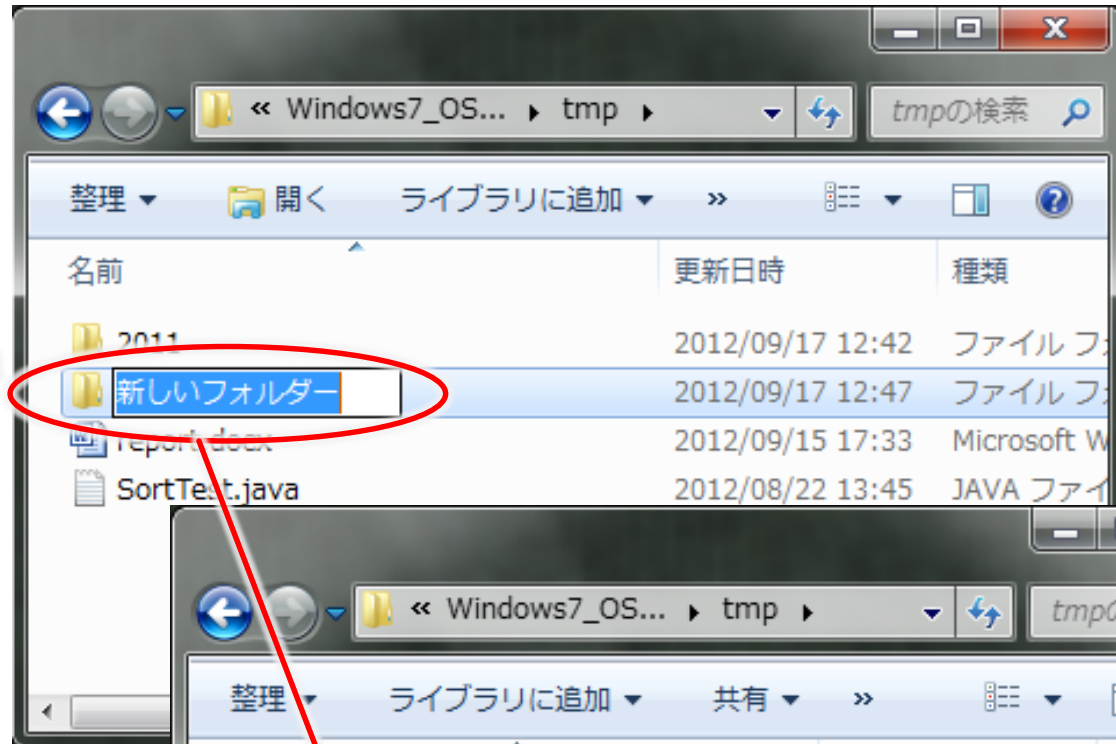 « Windows7_OS... ▸ tmp ▸ tmpの検索
整理 ▼ 開く ライブラリに追加 ▼ »
名前 更新日時 種類
2011 2012/09/17 12:42 ファイル フ
新しいフォルダー 2012/09/17 12:47 ファイル フ
report.docx 2012/09/15 17:33 Microsoft W
SortTest.java 2012/08/22 13:45 JAVA ファイ
« Windows7_OS... ▸ tmp ▸ tmp
整理 ▼ ライブラリに追加 ▼ 共有 ▼ »